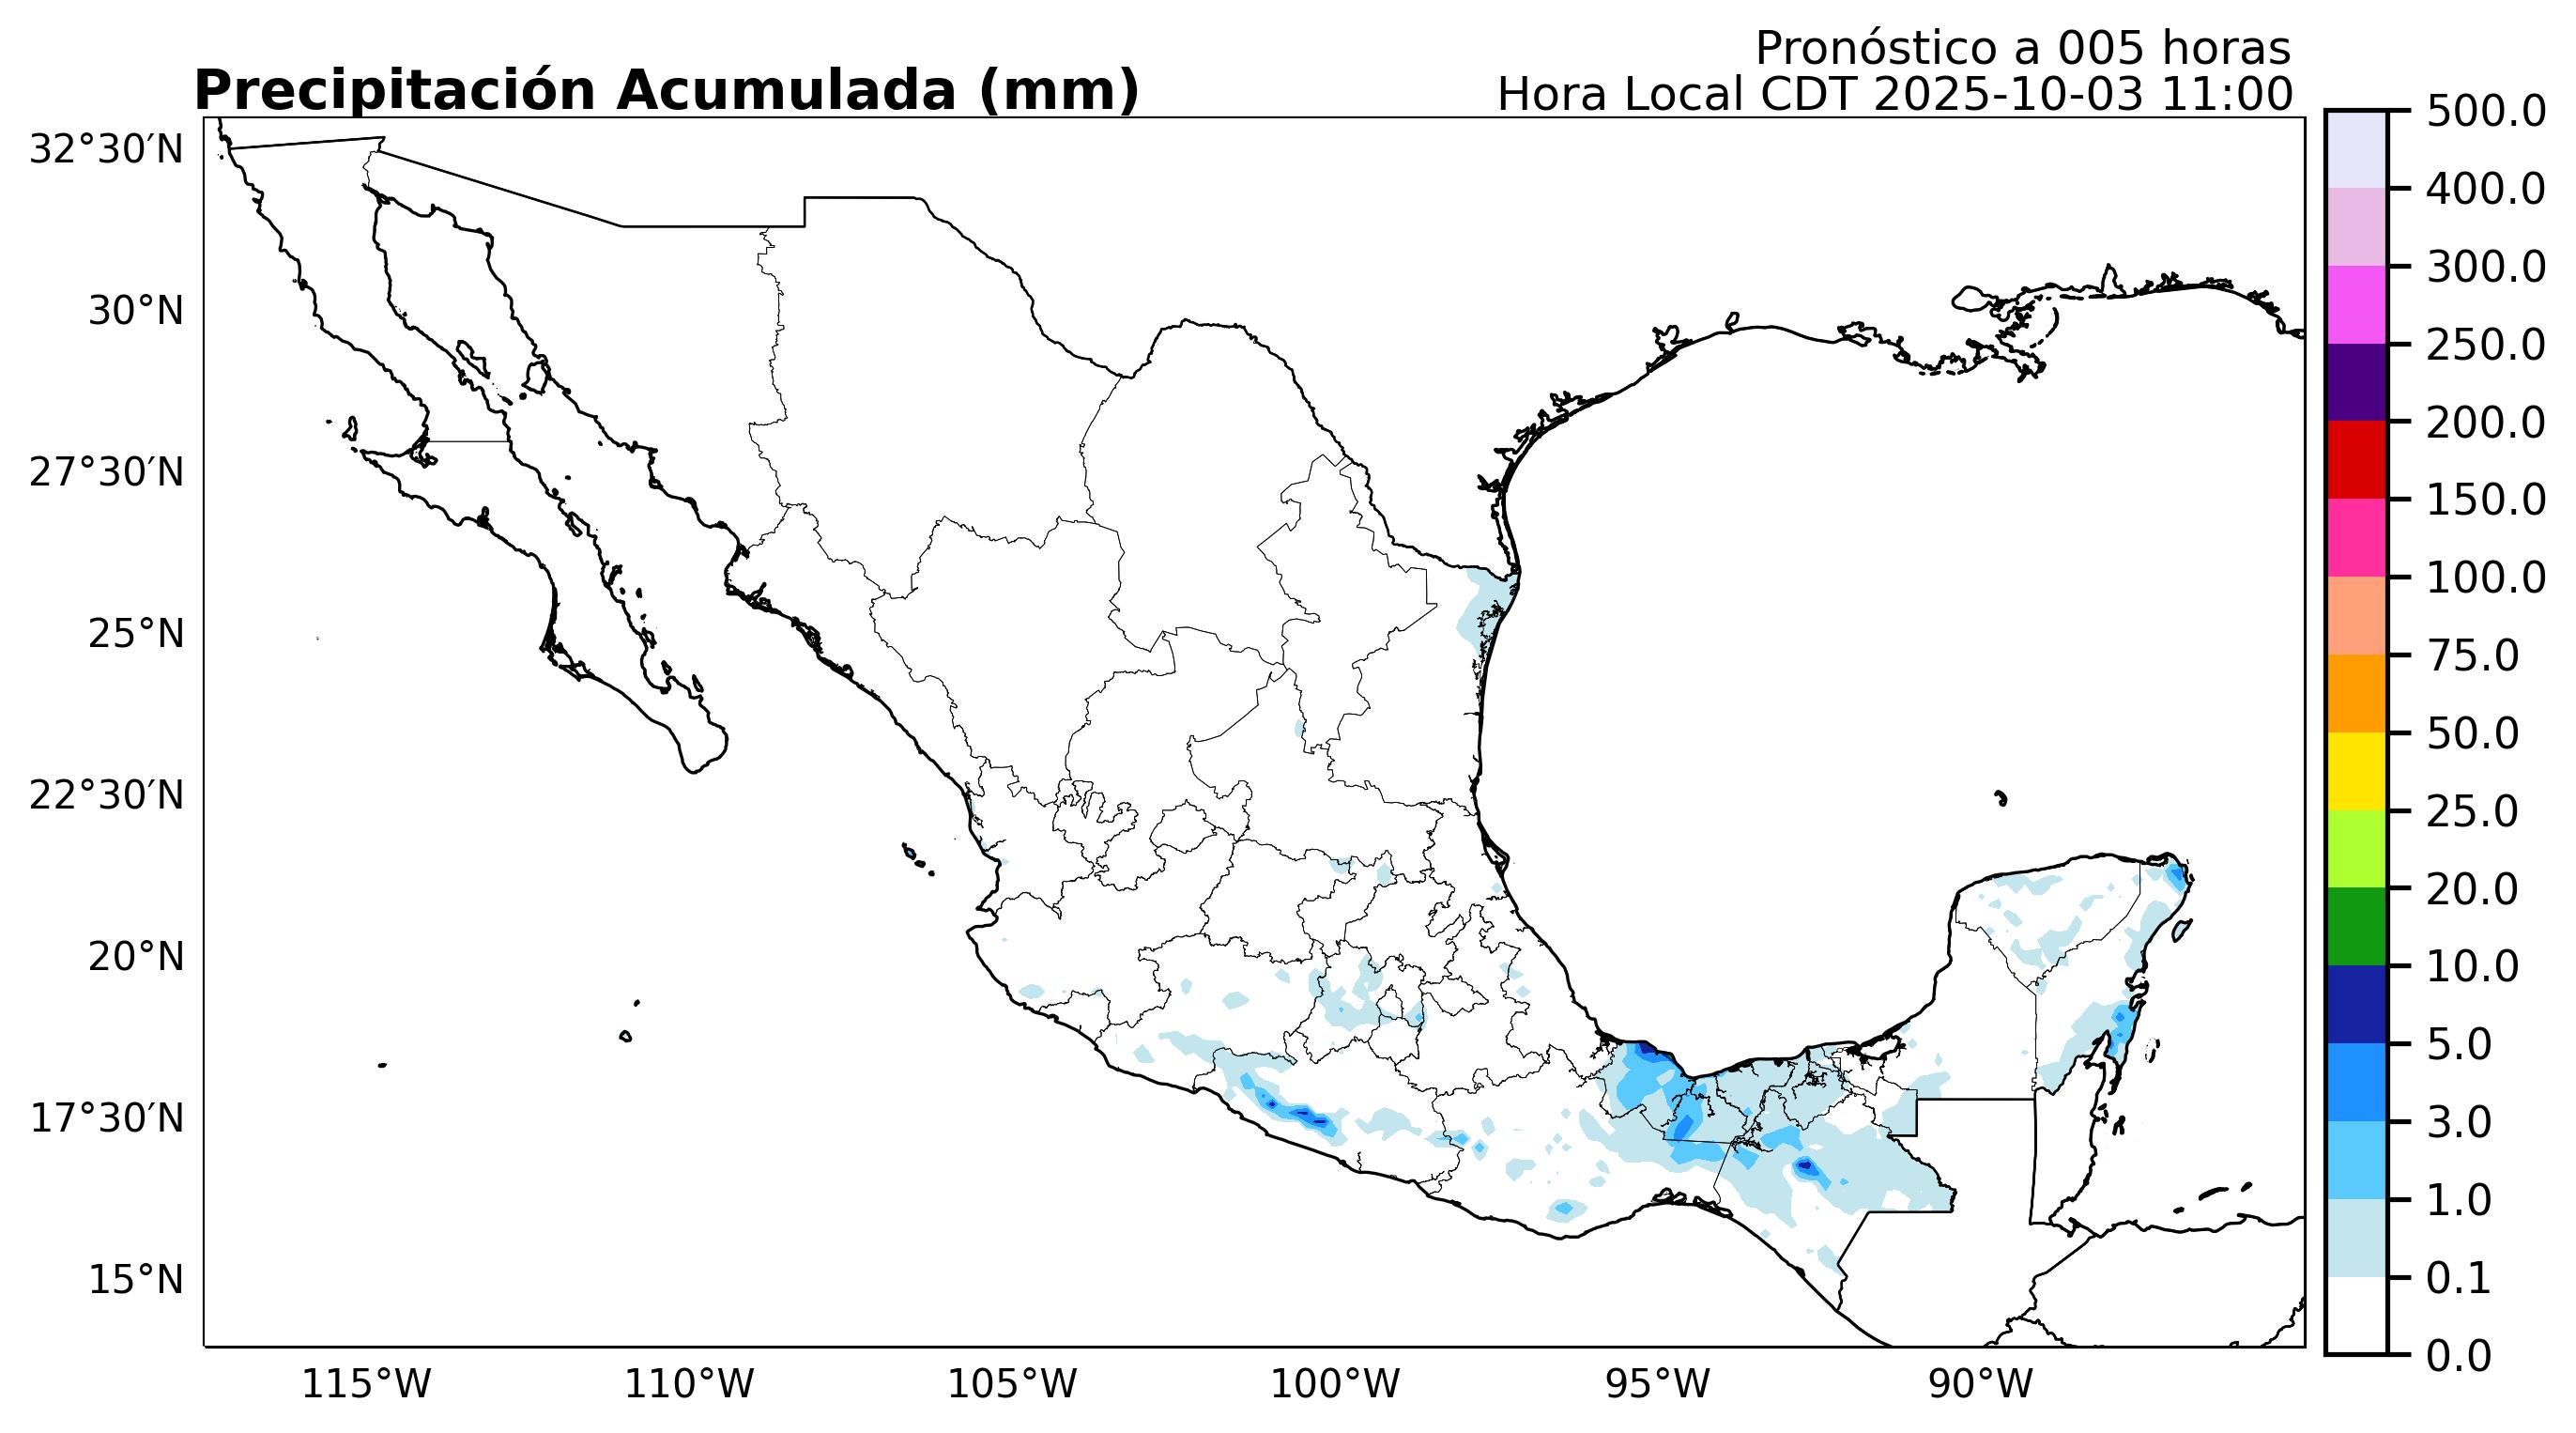 Pronóstico a 005 horas
Precipitación Acumulada (mm)
Hora Local CDT 2025-10-03 11:00
32°30′N
30°N
27°30′N
25°N
22°30′N
20°N
17°30′N
15°N
115°W
110°W
105°W
100°W
95°W
90°W
500.0
400.0
300.0
250.0
200.0
150.0
100.0
75.0
50.0
25.0
20.0
10.0
5.0
3.0
1.0
0.1
0.0